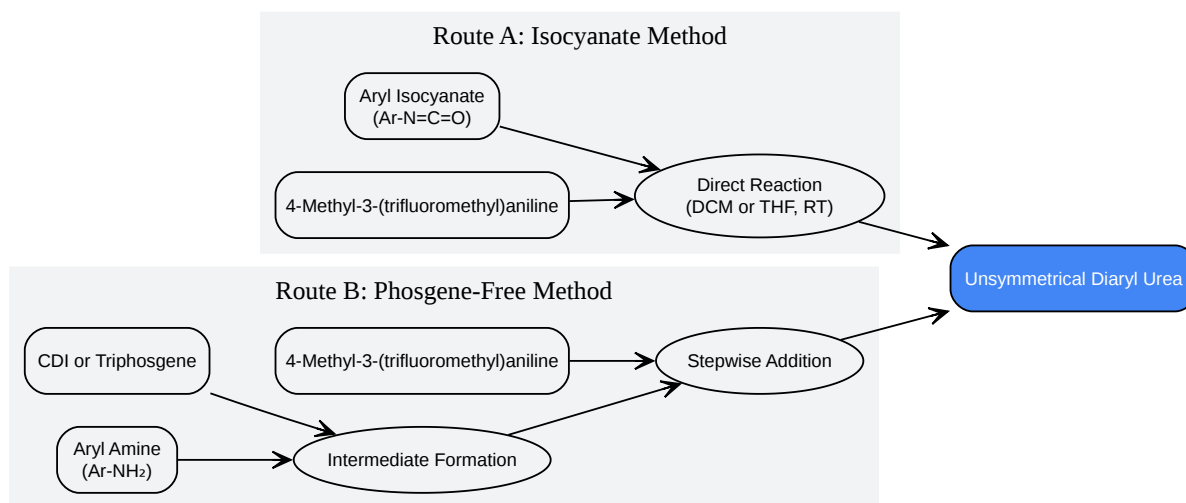 Route A: Isocyanate Method
Aryl Isocyanate
(Ar-N=C=O)
4-Methyl-3-(trifluoromethyl)aniline
Direct Reaction
(DCM or THF, RT)
Unsymmetrical Diaryl Urea
Route B: Phosgene-Free Method
CDI or Triphosgene
4-Methyl-3-(trifluoromethyl)aniline
Stepwise Addition
Aryl Amine
(Ar-NH₂)
Intermediate Formation